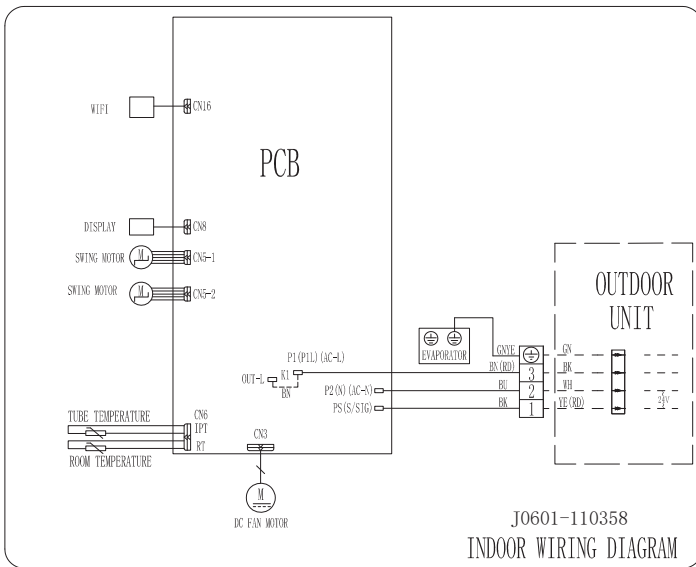 WIFI
CN16
PCB
DISPLAY
CN8
SWING MOTOR
M
CN5-1
SWING MOTOR
M
CN5-2
OUTDOOR
UNIT
EVAPORATOR
GNYE
GN
P1(P1L)(AC-L)
BN(RD)
3
BK
OUT-L
K1
BN
P2(N)(AC-N)
BU
2
WH
PS(S/SIG)
BK
1
YE(RD)
TUBE TEMPERATURE
CN6
IPT
RT
ROOM TEMPERATURE
CN3
M
DC FAN MOTOR
J0601-110358
INDOOR WIRING DIAGRAM